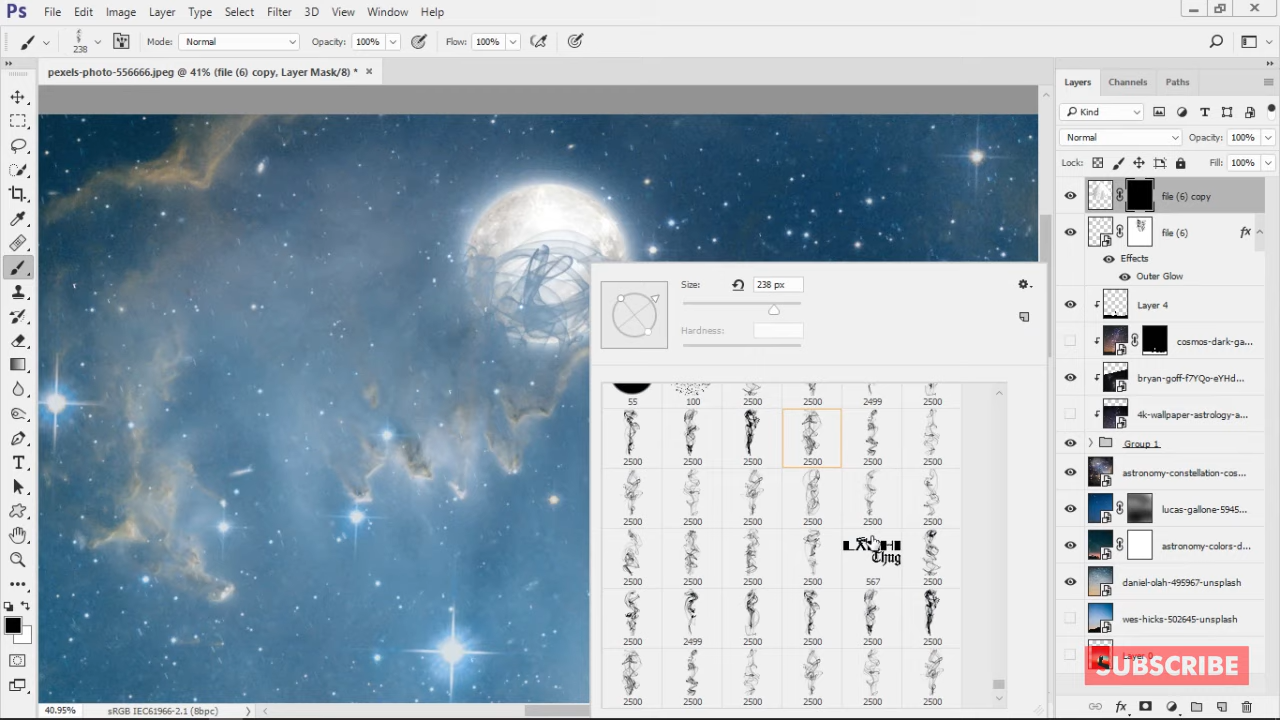 Ps File Edit Image Layer Type Select Filter 3D View Window Help
238 Mode: Normal Opacity: 100% Flow: 100%
pexels-photo-556666.jpeg @ 41% (file (6) copy, Layer Mask/8) * ×
Size: 238 px
Hardness:
55 100 2500 2500 2499 2500
2500 2500 2500 2500 2500 2500
2500 2500 2500 2500 2500 2500
Thug
2500 2500 2500 2500 567 2500
2500 2499 2500 2500 2500 2500
2500 2500 2500 2500 2500 2500
40.95% sRGB IEC61966-2.1 (8bpc)
Layers Channels Paths
Kind
Normal Opacity: 100%
Lock: Fill: 100%
file (6) copy
file (6) fx
Effects
Outer Glow
Layer 4
cosmos-dark-ga...
bryan-goff-f7YQo-eYHd...
4k-wallpaper-astrology-a...
Group 1
astronomy-constellation-cos...
lucas-gallone-5945...
astronomy-colors-d...
daniel-olah-495967-unsplash
wes-hicks-502645-unsplash
Layer 0
SUBSCRIBE
fx